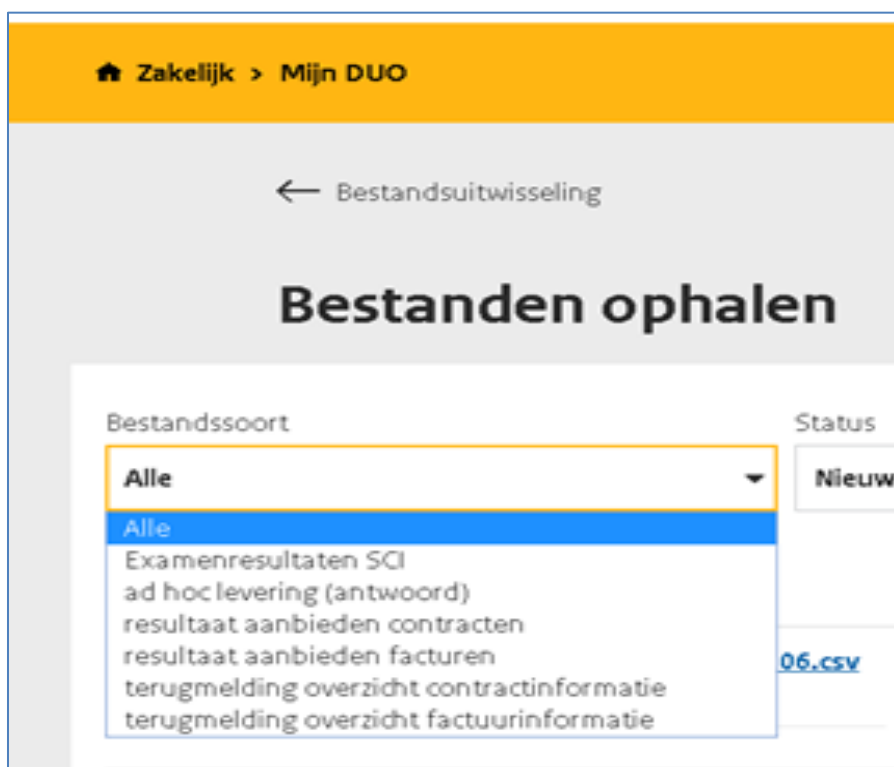 Zakelijk > Mijn DUO
← Bestandsuitwisseling
Bestanden ophalen
Bestandssoort
Status
Alle
Nieuw
Alle
Examenresultaten SCI
ad hoc levering (antwoord)
resultaat aanbieden contracten
resultaat aanbieden facturen
06.csv
terugmelding overzicht contractinformatie
terugmelding overzicht factuurinformatie